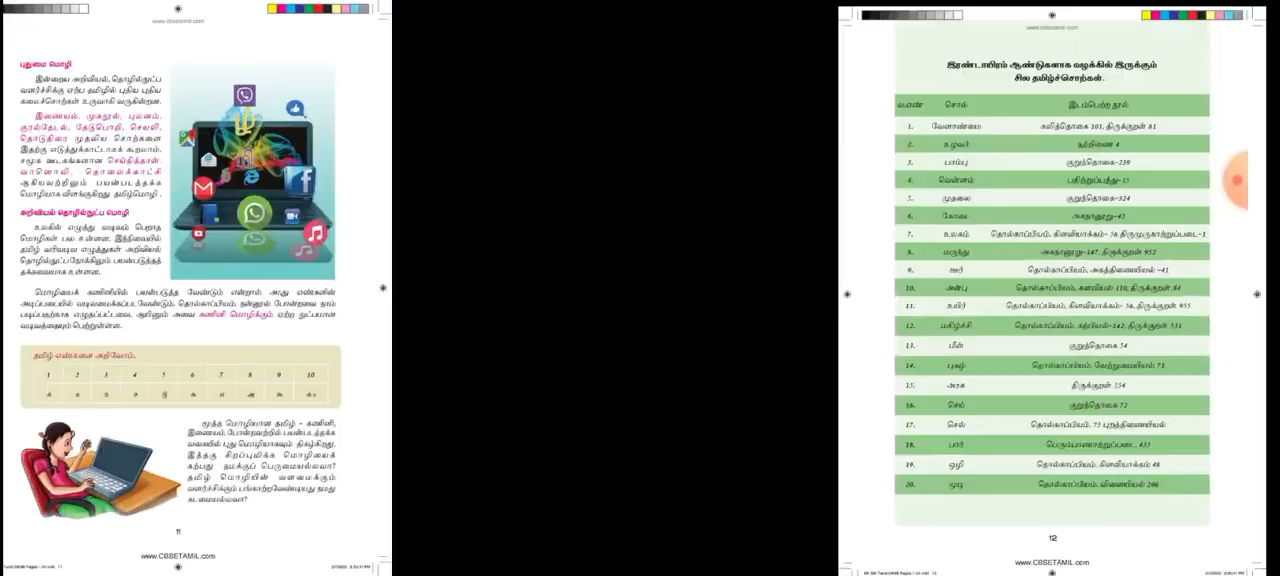 www.cbsetamil.com
புதுமை மொழி
இன்றைய அறிவியல், தொழில்நுட்ப
வளர்ச்சிக்கு ஏற்ப தமிழில் புதிய புதிய
கலைச்சொற்கள் உருவாகி வருகின்றன.
இணையம், முகநூல், புலனம்,
குரல்தேடல், தேடுபொறி, செயலி,
தொடுதிரை முதலிய சொற்களை
இதற்கு எடுத்துக்காட்டாகக் கூறலாம்.
சமூக ஊடகங்களான செய்தித்தாள்,
வானொலி, தொலைக்காட்சி
ஆகியவற்றிலும் பயன்படத்தக்க
மொழியாக விளங்குகிறது தமிழ்மொழி.
அறிவியல் தொழில்நுட்ப மொழி
உலகில் எழுத்து வடிவம் பெறாத
மொழிகள் பல உள்ளன. இந்நிலையில்
தமிழ் வரிவடிவ எழுத்துகள் அறிவியல்
தொழில்நுட்ப நோக்கிலும் பயன்படுத்தத்
தக்கவையாக உள்ளன.
மொழியைக் கணினியில் பயன்படுத்த வேண்டும் என்றால் அது எண்களின்
அடிப்படையில் வடிவமைக்கப்படவேண்டும். தொல்காப்பியம், நன்னூல் போன்றவை நாம்
படிப்பதற்காக எழுதப்பட்டவை. ஆயினும் அவை கணினி மொழிக்கும் ஏற்ற நுட்பமான
வடிவத்தையும் பெற்றுள்ளன.
தமிழ் எண்களை அறிவோம்.
1 2 3 4 5 6 7 8 9 10
க உ ங ச ரு சு எ அ கூ க0
மூத்த மொழியான தமிழ் – கணினி,
இணையம் போன்றவற்றில் பயன்படத்தக்க
வகையில் புது மொழியாகவும் திகழ்கிறது.
இத்தகு சிறப்புமிக்க மொழியைக்
கற்பது நமக்குப் பெருமையல்லவா?
தமிழ் மொழியின் வளமைக்கும்
வளர்ச்சிக்கும் பங்காற்றவேண்டியது நமது
கடமையல்லவா?
11
www.CBSETAMIL.com
www.cbsetamil.com
இரண்டாயிரம் ஆண்டுகளாக வழக்கில் இருக்கும்
சில தமிழ்ச்சொற்கள்.
வ.எண் சொல் இடம்பெற்ற நூல்
1. வேளாண்மை கலித்தொகை 101, திருக்குறள் 81
2. உழவர் நற்றிணை 4
3. பாம்பு குறுந்தொகை-239
4. வெள்ளம் பதிற்றுப்பத்து-15
5. முதலை குறுந்தொகை-324
6. கோடை அகநானூறு-42
7. உலகம் தொல்காப்பியம், கிளவியாக்கம்- 56 திருமுருகாற்றுப்படை-1
8. மருந்து அகநானூறு-147, திருக்குறள் 952
9. ஊர் தொல்காப்பியம், அகத்திணையியல் -41
10. அன்பு தொல்காப்பியம், களவியல் 110, திருக்குறள் 84
11. உயிர் தொல்காப்பியம், கிளவியாக்கம்- 56, திருக்குறள் 955
12. மகிழ்ச்சி தொல்காப்பியம், கற்பியல்-142, திருக்குறள் 531
13. மீன் குறுந்தொகை 54
14. புகழ் தொல்காப்பியம், வேற்றுமையியல் 71
15. அரசு திருக்குறள் 554
16. செய் குறுந்தொகை 72
17. செல் தொல்காப்பியம், 75 புறத்திணையியல்
18. பார் பெரும்பாணாற்றுப்படை, 435
19. ஒழி தொல்காப்பியம், கிளவியாக்கம் 48
20. முடி தொல்காப்பியம், வினையியல் 206
12
www.CBSETAMIL.com